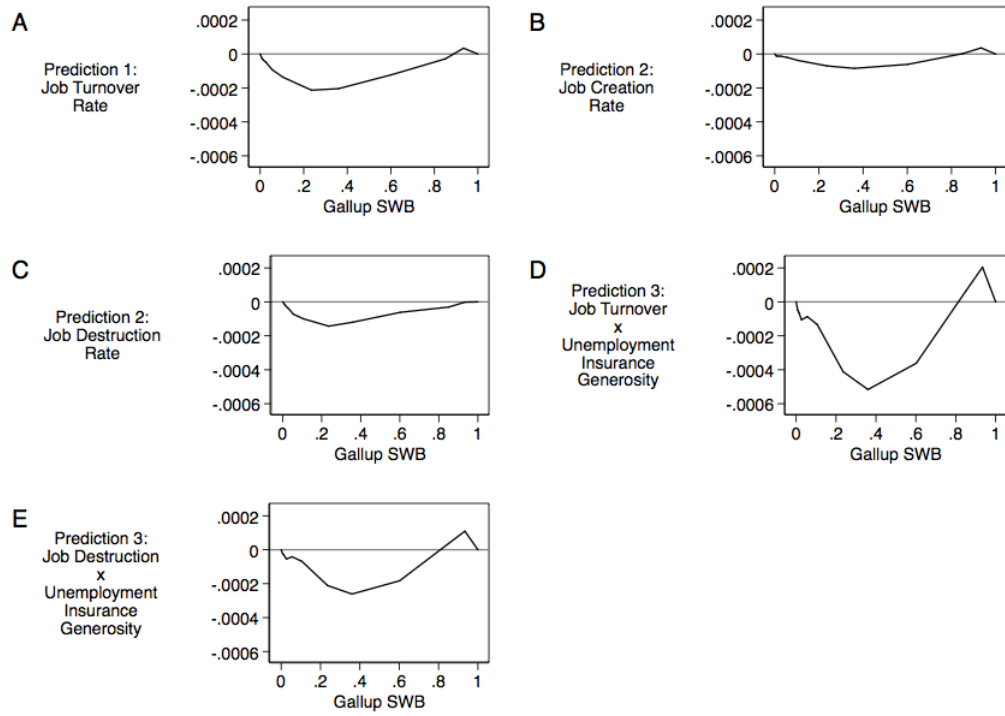 A
Prediction 1:
Job Turnover
Rate
.0002
0
-.0002
-.0004
-.0006
0 .2 .4 .6 .8 1
Gallup SWB
B
Prediction 2:
Job Creation
Rate
.0002
0
-.0002
-.0004
-.0006
0 .2 .4 .6 .8 1
Gallup SWB
C
Prediction 2:
Job Destruction
Rate
.0002
0
-.0002
-.0004
-.0006
0 .2 .4 .6 .8 1
Gallup SWB
D
Prediction 3:
Job Turnover
x
Unemployment
Insurance
Generosity
.0002
0
-.0002
-.0004
-.0006
0 .2 .4 .6 .8 1
Gallup SWB
E
Prediction 3:
Job Destruction
x
Unemployment
Insurance
Generosity
.0002
0
-.0002
-.0004
-.0006
0 .2 .4 .6 .8 1
Gallup SWB